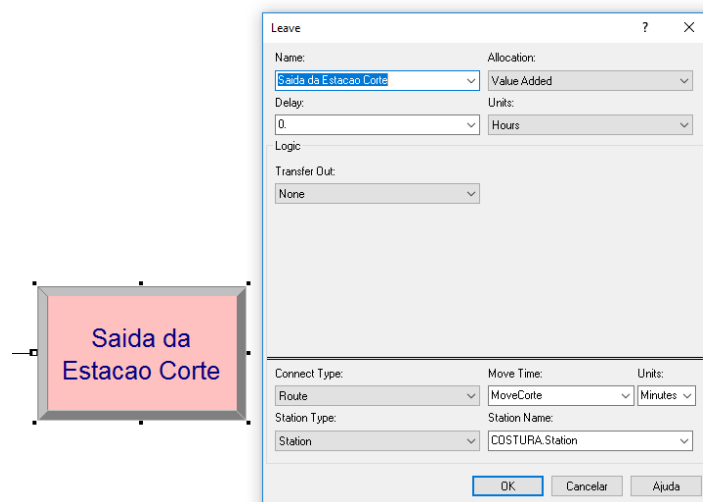 Leave
?
Name:
Allocation:
Saida da Estacao Corte
Value Added
Delay:
Units:
0.
Hours
Logic
Transfer Out:
None
Saida da
Estacao Corte
Connect Type:
Move Time:
Units:
Route
MoveCorte
Minutes
Station Type:
Station Name:
Station
COSTURA.Station
OK
Cancelar
Ajuda